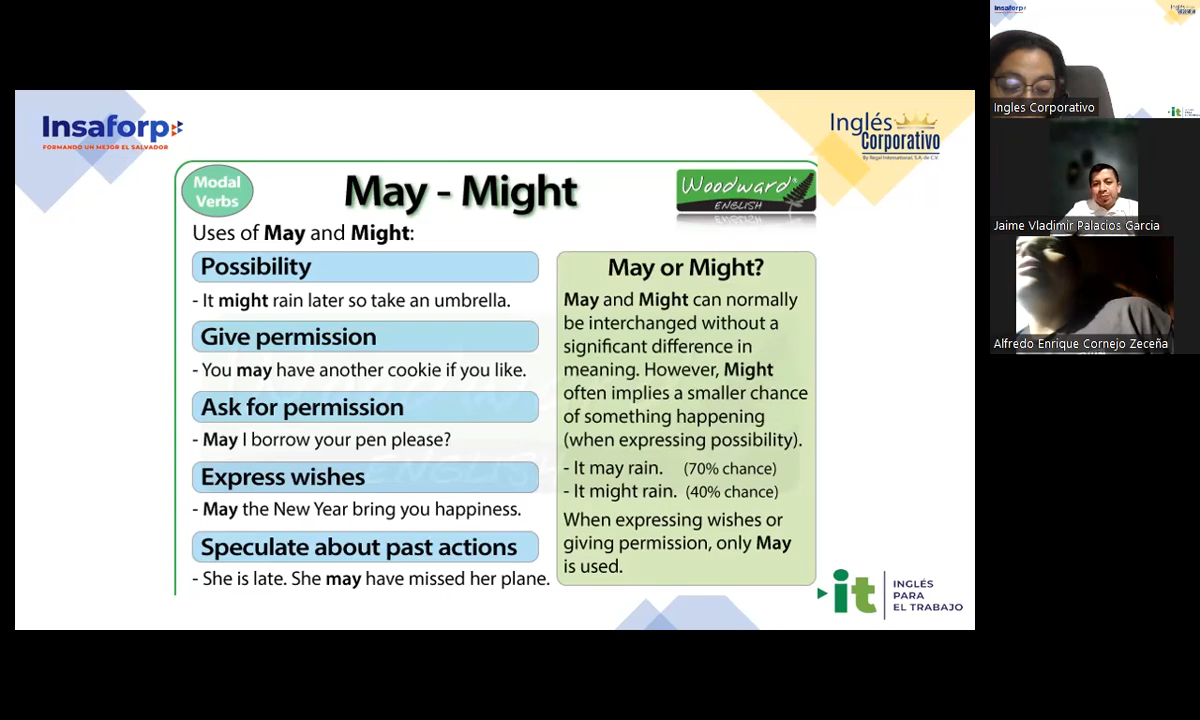 Insaforp
FORMANDO UN MEJOR EL SALVADOR
Inglés
Corporativo
By Regal International, S.A. de C.V.
Modal
Verbs
May - Might
Woodward®
ENGLISH
Uses of May and Might:
Possibility
- It might rain later so take an umbrella.
Give permission
- You may have another cookie if you like.
Ask for permission
- May I borrow your pen please?
Express wishes
- May the New Year bring you happiness.
Speculate about past actions
- She is late. She may have missed her plane.
May or Might?
May and Might can normally
be interchanged without a
significant difference in
meaning. However, Might
often implies a smaller chance
of something happening
(when expressing possibility).
- It may rain. (70% chance)
- It might rain. (40% chance)
When expressing wishes or
giving permission, only May
is used.
it
INGLÉS
PARA
EL TRABAJO
Insaforp
it
Ingles Corporativo
Jaime Vladimir Palacios Garcia
Alfredo Enrique Cornejo Zeceña